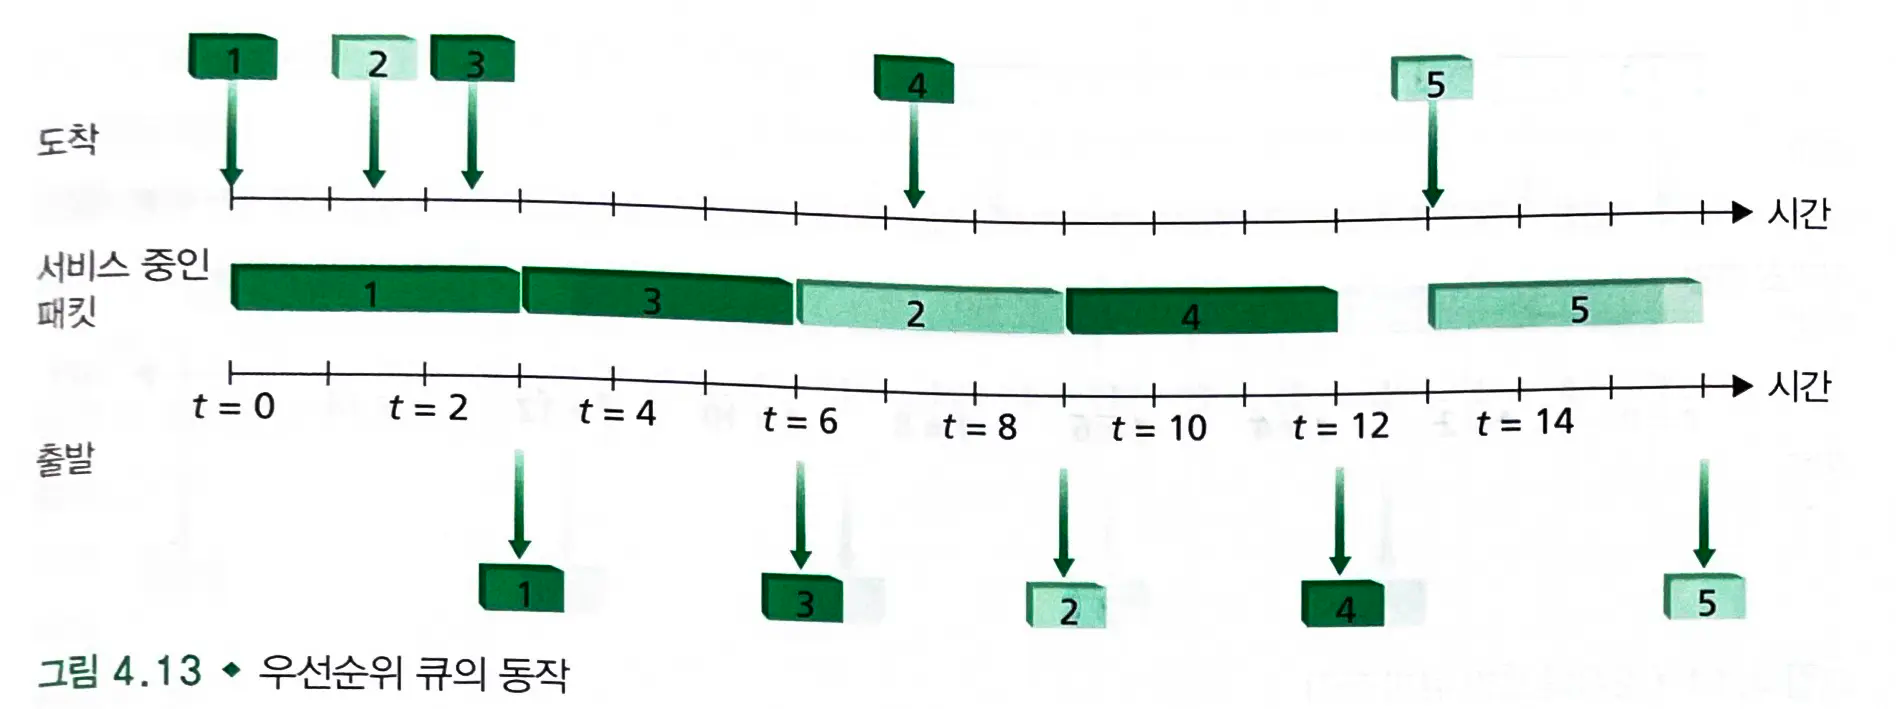 1 2 3 4 5
도착
시간
서비스 중인
패킷
1 3 2 4 5
시간
t = 0 t = 2 t = 4 t = 6 t = 8 t = 10 t = 12 t = 14
출발
1 3 2 4 5
그림 4.13 ◆ 우선순위 큐의 동작